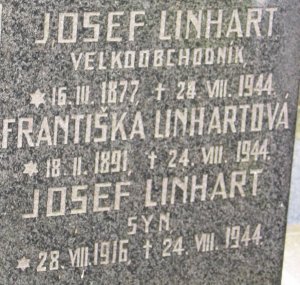 JOSEF LINHART
VELKOOBCHODNÍK
* 16. III. 1877. † 24. VIII. 1944.
FRANTIŠKA LINHARTOVÁ
* 18. II. 1891. † 24. VIII. 1944.
JOSEF LINHART
SYN
* 28. VIII. 1916. † 24. VIII. 1944.